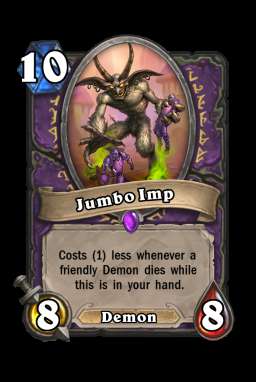 10
Jumbo Imp
Costs (1) less whenever a
friendly Demon dies while
this is in your hand.
8
Demon
8